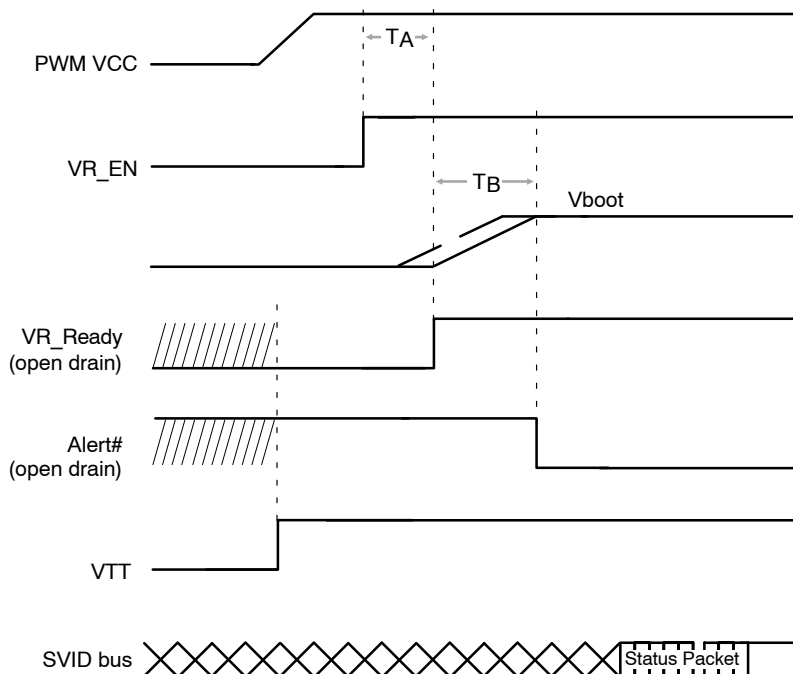 TA
PWM VCC
VR_EN
TB
Vboot
VR_Ready
(open drain)
Alert#
(open drain)
VTT
SVID bus
Status Packet